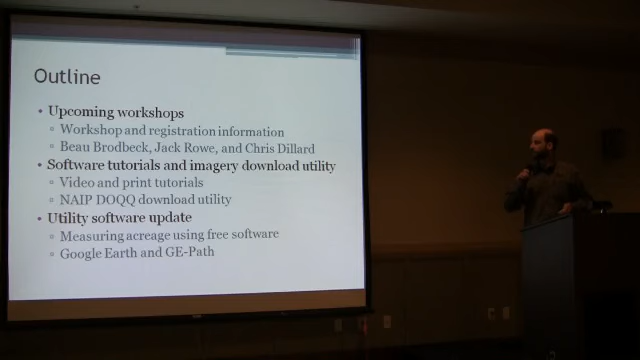 Outline
• Upcoming workshops
▫ Workshop and registration information
▫ Beau Brodbeck, Jack Rowe, and Chris Dillard
• Software tutorials and imagery download utility
▫ Video and print tutorials
▫ NAIP DOQQ download utility
• Utility software update
▫ Measuring acreage using free software
▫ Google Earth and GE-Path